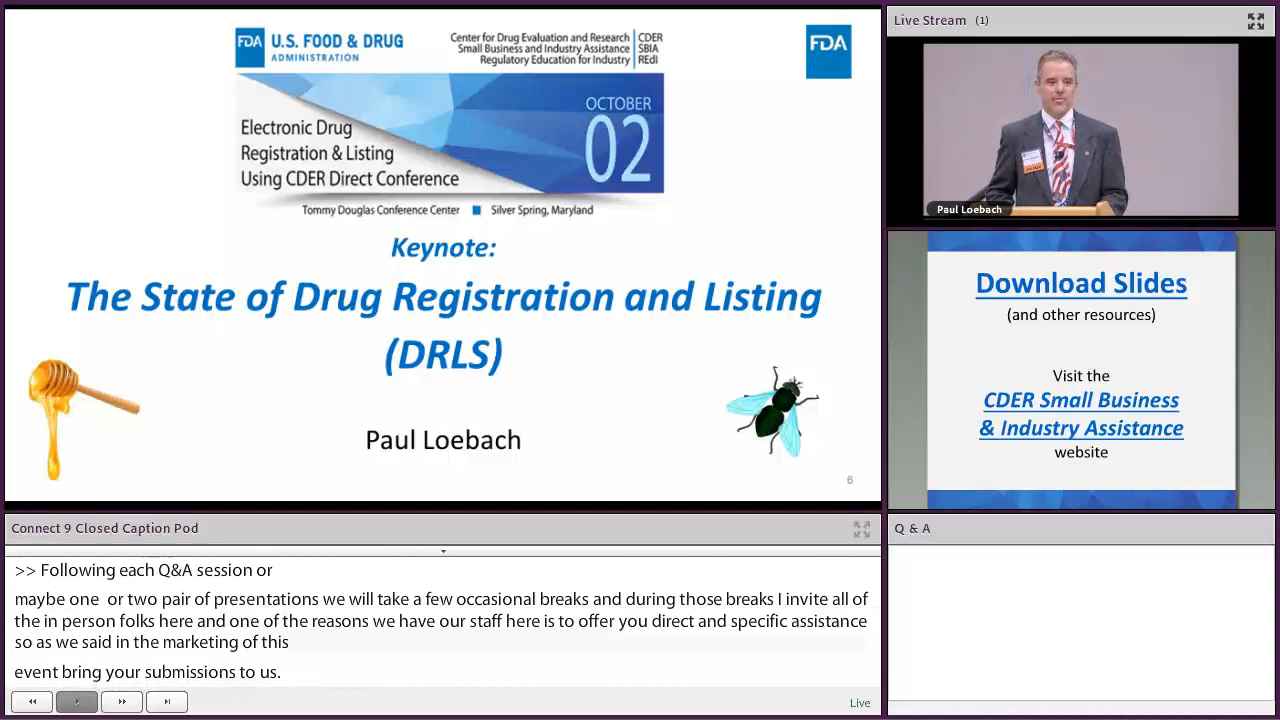 FDA U.S. FOOD & DRUG
ADMINISTRATION
Center for Drug Evaluation and Research
Small Business and Industry Assistance
Regulatory Education for Industry
CDER
SBIA
REdI
FDA
OCTOBER
02
Electronic Drug
Registration & Listing
Using CDER Direct Conference
Tommy Douglas Conference Center ■ Silver Spring, Maryland
Keynote:
The State of Drug Registration and Listing
(DRLS)
Paul Loebach
6
Live Stream (1)
Paul Loebach
Download Slides
(and other resources)
Visit the
CDER Small Business
& Industry Assistance
website
Connect 9 Closed Caption Pod
>> Following each Q&A session or
maybe one or two pair of presentations we will take a few occasional breaks and during those breaks I invite all of
the in person folks here and one of the reasons we have our staff here is to offer you direct and specific assistance
so as we said in the marketing of this
event bring your submissions to us.
Live
Q & A